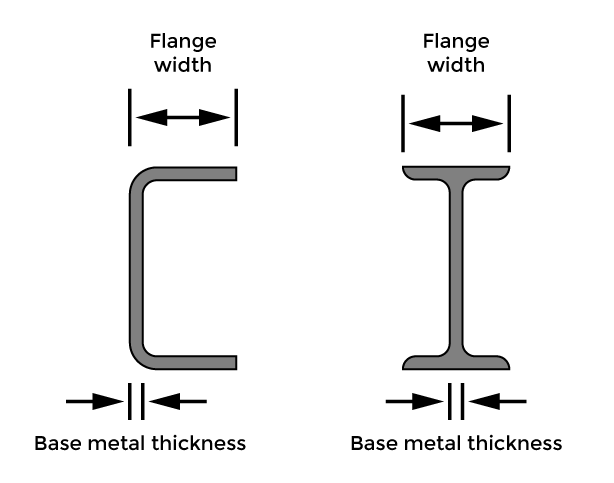 Flange
width
Flange
width
Base metal thickness
Base metal thickness